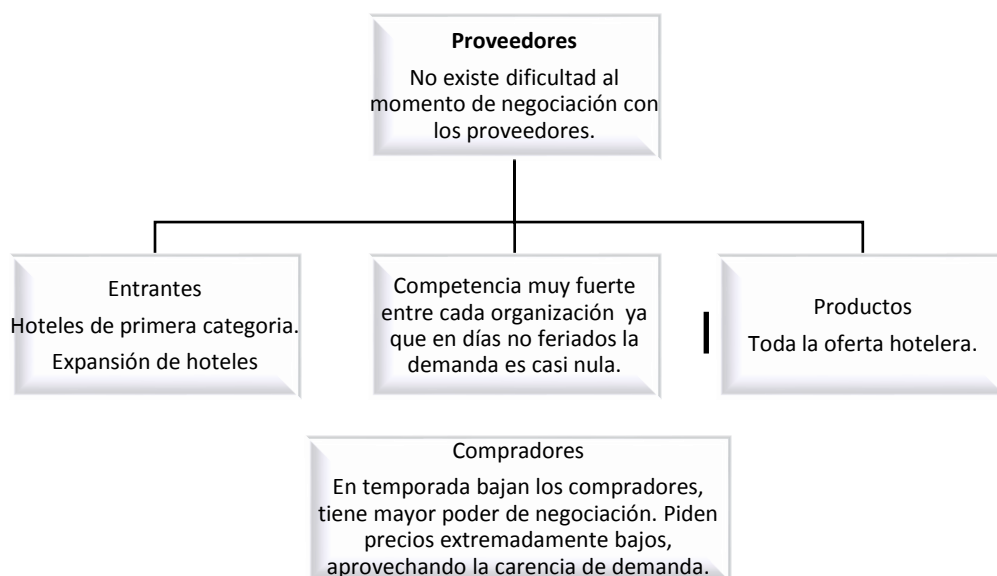 Proveedores
No existe dificultad al
momento de negociación con
los proveedores.
Entrantes
Hoteles de primera categoria.
Expansión de hoteles
Competencia muy fuerte
entre cada organización ya
que en días no feriados la
demanda es casi nula.
Productos
Toda la oferta hotelera.
Compradores
En temporada bajan los compradores,
tiene mayor poder de negociación. Piden
precios extremadamente bajos,
aprovechando la carencia de demanda.